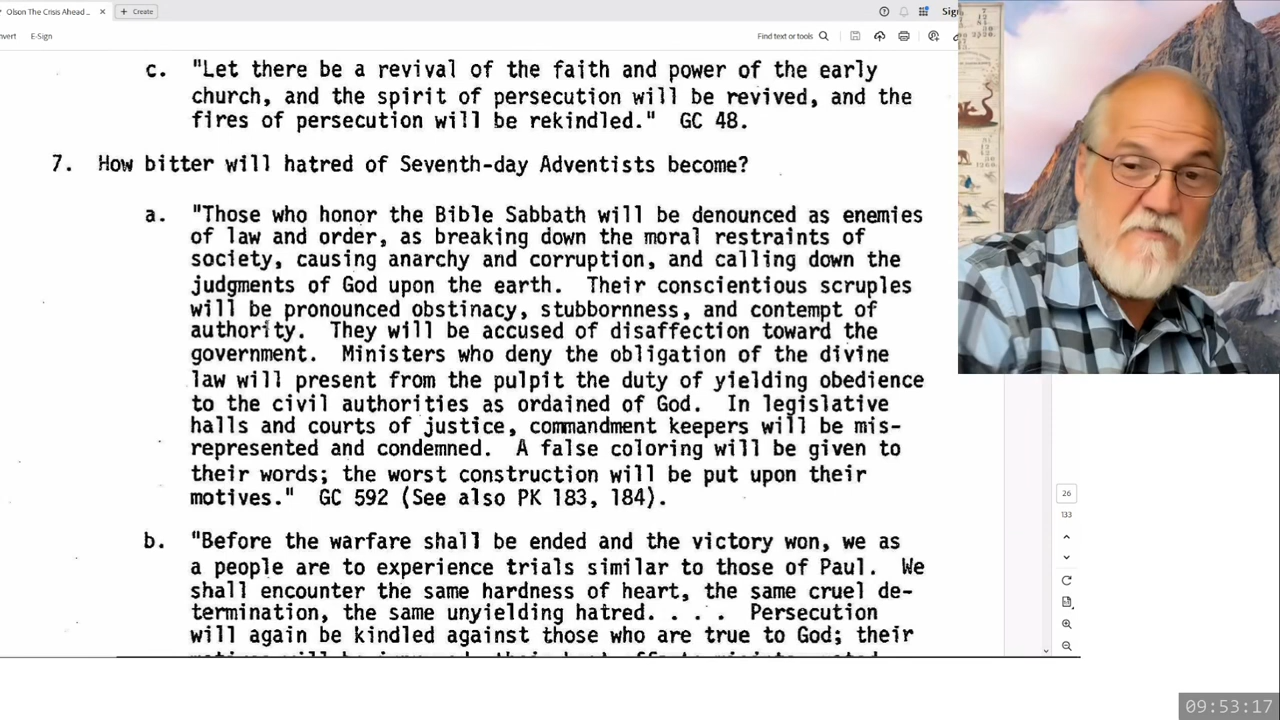 Olson The Crisis Ahead ...
Create
Sign
nvert
E-Sign
Find text or tools
c. "Let there be a revival of the faith and power of the early
church, and the spirit of persecution will be revived, and the
fires of persecution will be rekindled." GC 48.
7. How bitter will hatred of Seventh-day Adventists become?
a. "Those who honor the Bible Sabbath will be denounced as enemies
of law and order, as breaking down the moral restraints of
society, causing anarchy and corruption, and calling down the
judgments of God upon the earth. Their conscientious scruples
will be pronounced obstinacy, stubbornness, and contempt of
authority. They will be accused of disaffection toward the
government. Ministers who deny the obligation of the divine
law will present from the pulpit the duty of yielding obedience
to the civil authorities as ordained of God. In legislative
halls and courts of justice, commandment keepers will be mis-
represented and condemned. A false coloring will be given to
their words; the worst construction will be put upon their
motives." GC 592 (See also PK 183, 184).
b. "Before the warfare shall be ended and the victory won, we as
a people are to experience trials similar to those of Paul. We
shall encounter the same hardness of heart, the same cruel de-
termination, the same unyielding hatred. . . . Persecution
will again be kindled against those who are true to God; their
26
133
09:53:17